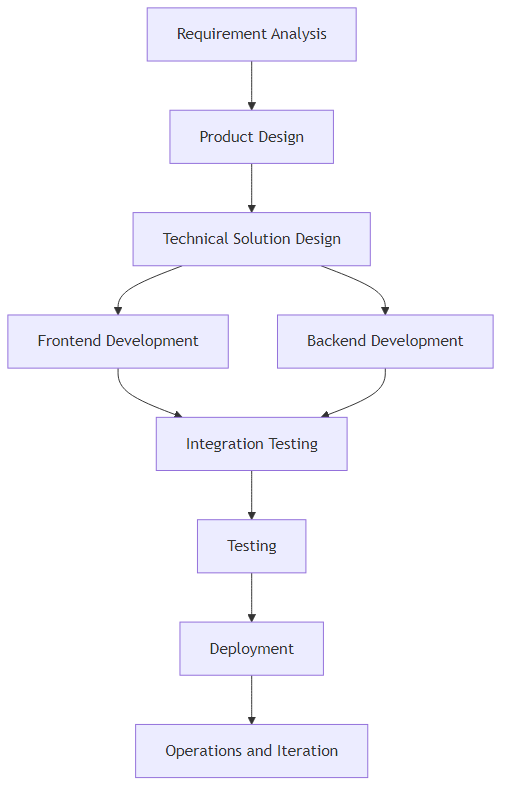 Requirement Analysis
Product Design
Technical Solution Design
Frontend Development
Backend Development
Integration Testing
Testing
Deployment
Operations and Iteration